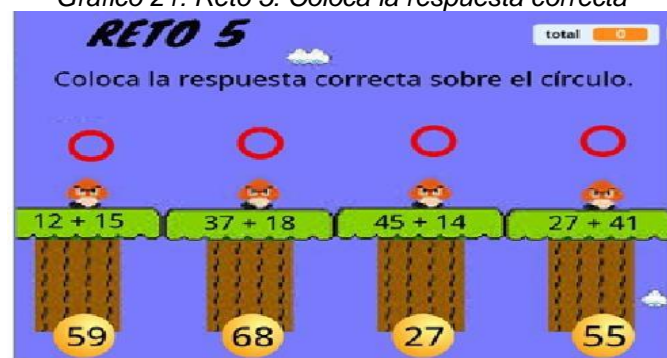 Gráfico 21. Reto 5. Coloca la respuesta correcta
RETO 5
total 0
Coloca la respuesta correcta sobre el círculo.
12 + 15 37 + 18 45 + 14 27 + 41
59 68 27 55